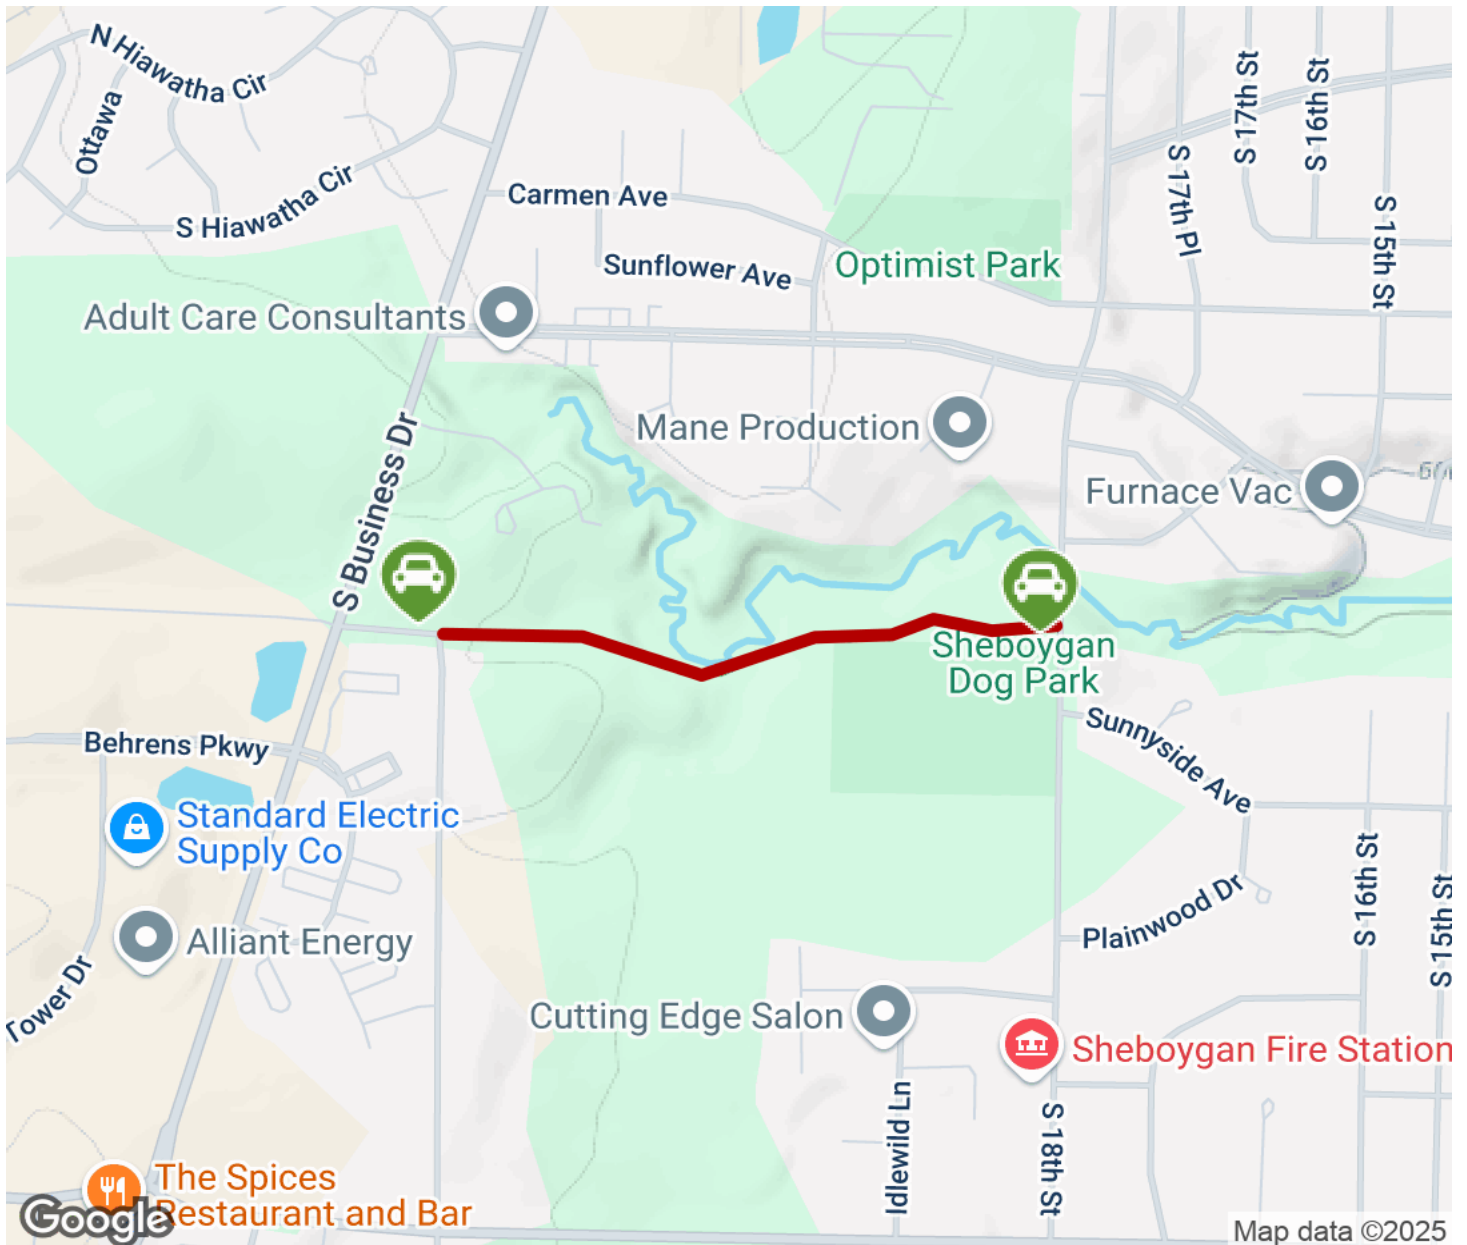 N Hiawatha Cir
Ottawa
S Hiawatha Cir
Carmen Ave
Sunflower Ave
Optimist Park
S 17th St
S 16th St
S 17th Pl
S 15th St
Adult Care Consultants
Mane Production
Furnace Vac
S Business Dr
Sheboygan
Dog Park
Sunnyside Ave
Behrens Pkwy
Standard Electric
Supply Co
Alliant Energy
Tower Dr
Plainwood Dr
S 16th St
S 15th St
Cutting Edge Salon
Sheboygan Fire Station
Idlewild Ln
S 18th St
The Spices
Restaurant and Bar
Google
Map data ©2025